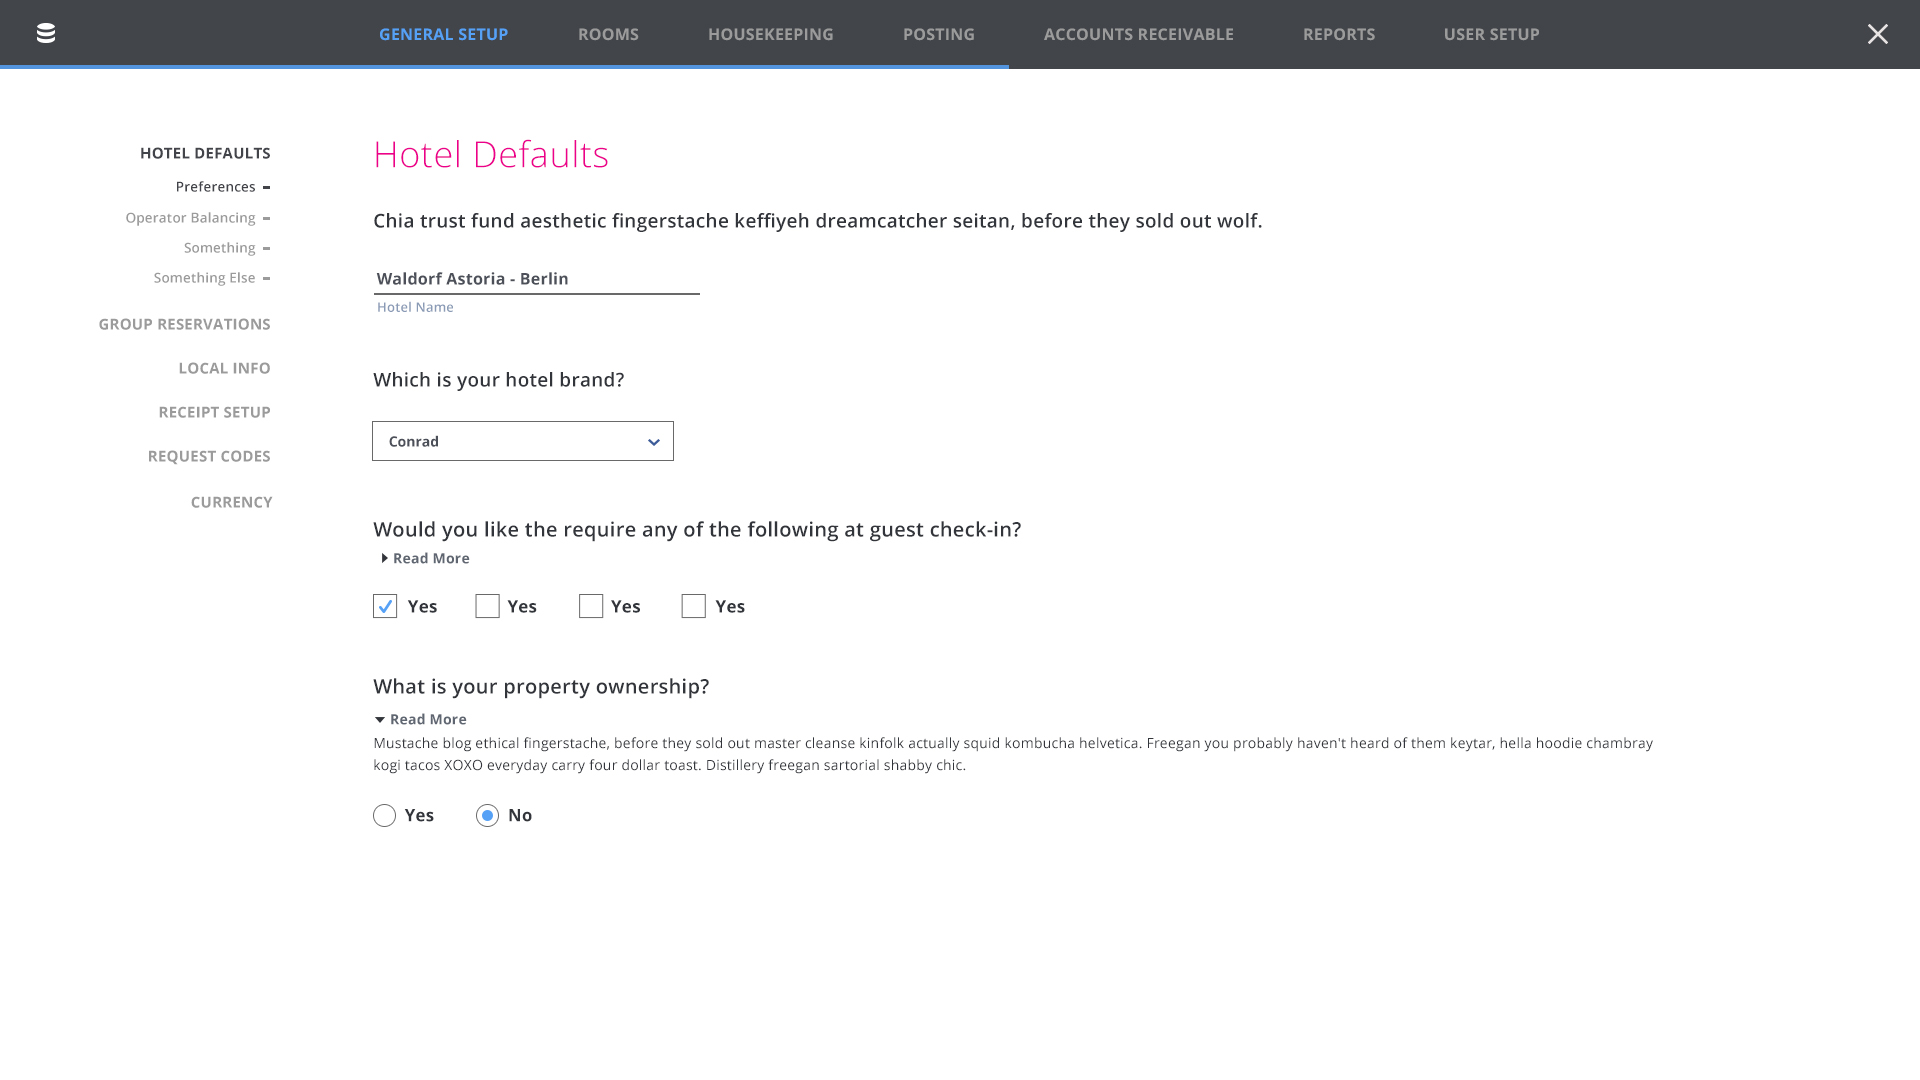 GENERAL SETUP ROOMS HOUSEKEEPING POSTING ACCOUNTS RECEIVABLE REPORTS USER SETUP
HOTEL DEFAULTS
Preferences
Operator Balancing
Something
Something Else
GROUP RESERVATIONS
LOCAL INFO
RECEIPT SETUP
REQUEST CODES
CURRENCY
Hotel Defaults
Chia trust fund aesthetic fingerstache keffiyeh dreamcatcher seitan, before they sold out wolf.
Waldorf Astoria - Berlin
Hotel Name
Which is your hotel brand?
Conrad
Would you like the require any of the following at guest check-in?
Read More
Yes Yes Yes Yes
What is your property ownership?
Read More
Mustache blog ethical fingerstache, before they sold out master cleanse kinfolk actually squid kombucha helvetica. Freegan you probably haven't heard of them keytar, hella hoodie chambray
kogi tacos XOXO everyday carry four dollar toast. Distillery freegan sartorial shabby chic.
Yes No